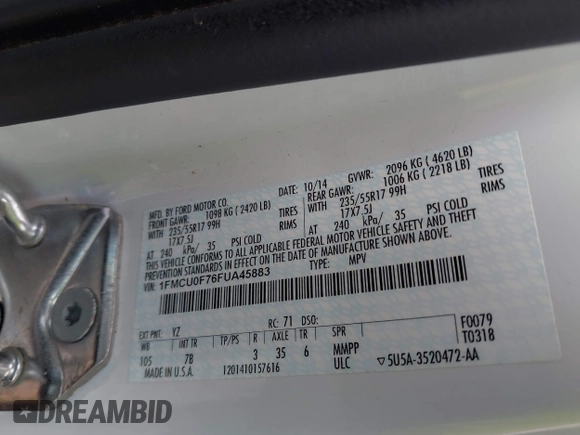 MFD. BY FORD MOTOR CO.
DATE: 10/14 GVWR: 2096 KG ( 4620 LB)
FRONT GAWR: 1098 KG ( 2420 LB) REAR GAWR: 1006 KG ( 2218 LB)
WITH 235/55R17 99H TIRES WITH 235/55R17 99H TIRES
17X7.5J RIMS 17X7.5J RIMS
AT 240 kPa/ 35 PSI COLD AT 240 kPa/ 35 PSI COLD
THIS VEHICLE CONFORMS TO ALL APPLICABLE FEDERAL MOTOR VEHICLE SAFETY AND THEFT
PREVENTION STANDARDS IN EFFECT ON THE DATE OF MANUFACTURE SHOWN ABOVE.
VIN: 1FMCU0F76FUA45883 TYPE: MPV
EXT PNT: YZ RC: 71 DSO: F0079
WB INT TR TP/PS R AXLE TR SPR T0318
105 7B 3 35 6 MMPP
MADE IN U.S.A. 1201410157616 ULC ▽5U5A-3520472-AA
DREAMBID
dreambid.com